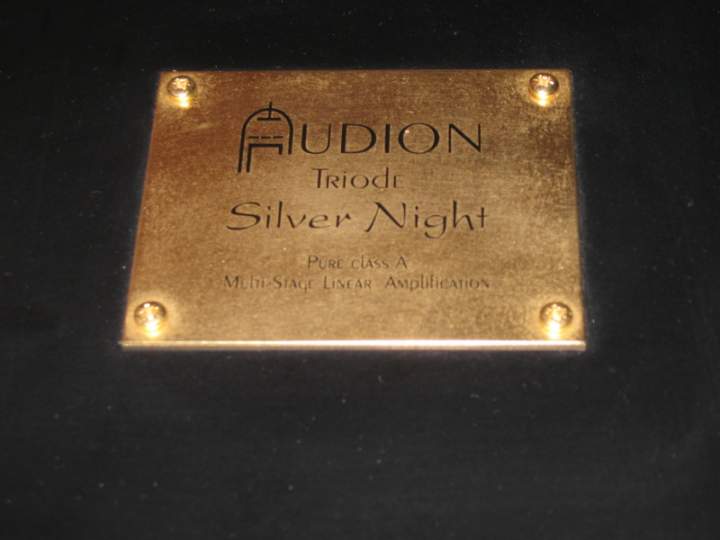 AUDION
TRIODE
Silver Night
PURE CLASS A
MULTI-STAGE LINEAR AMPLIFICATION